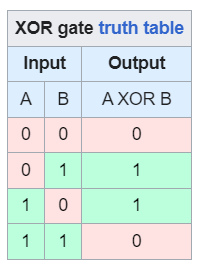 XOR gate truth table
Input Output
A B A XOR B
0 0 0
0 1 1
1 0 1
1 1 0